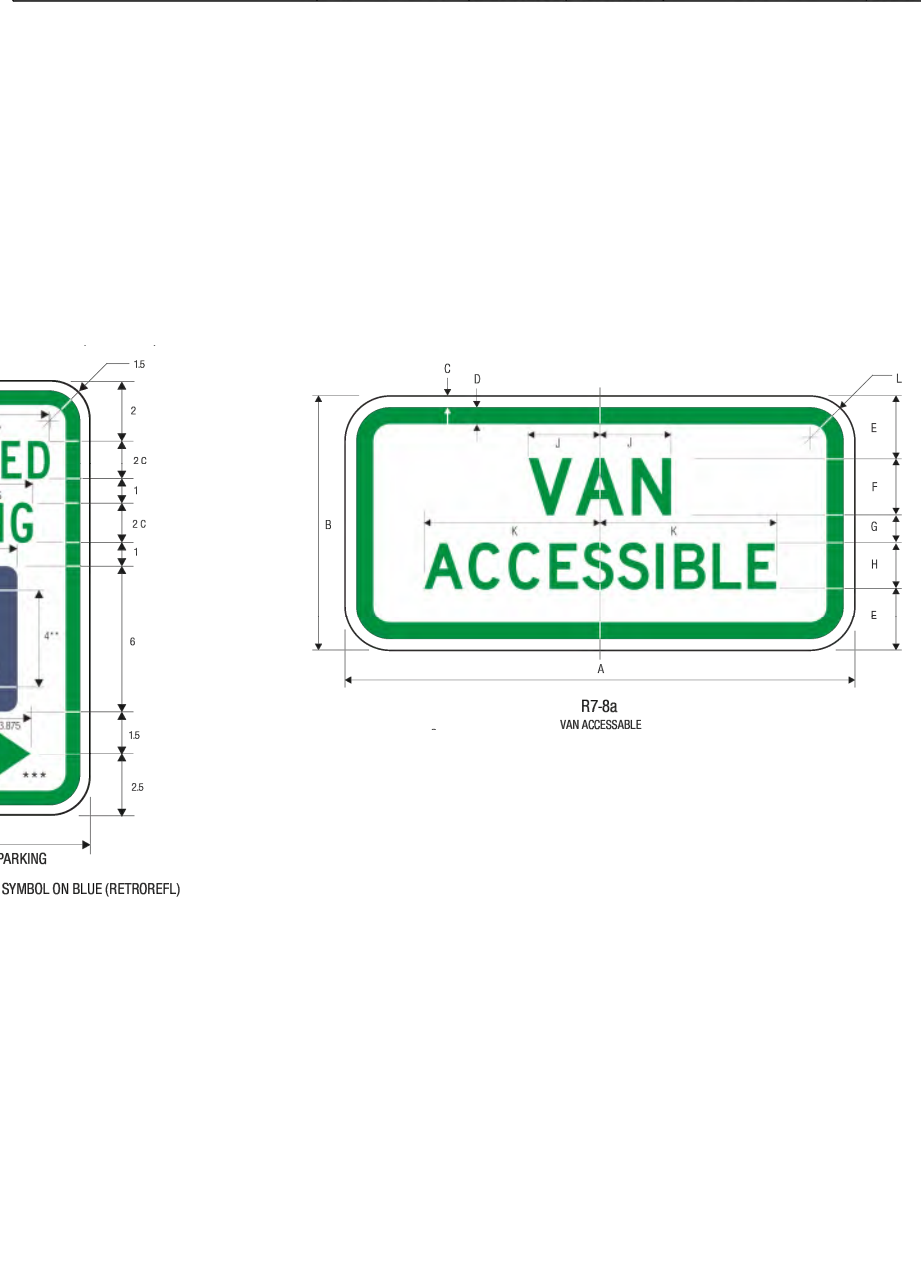 1.5
2
ED
2 C
1
NG
2 C
1
4**
6
3.875
1.5
***
2.5
PARKING
SYMBOL ON BLUE (RETROREFL)
C
D
L
E
J J
VAN
F
B
K K
G
ACCESSIBLE
H
E
A
R7-8a
VAN ACCESSABLE